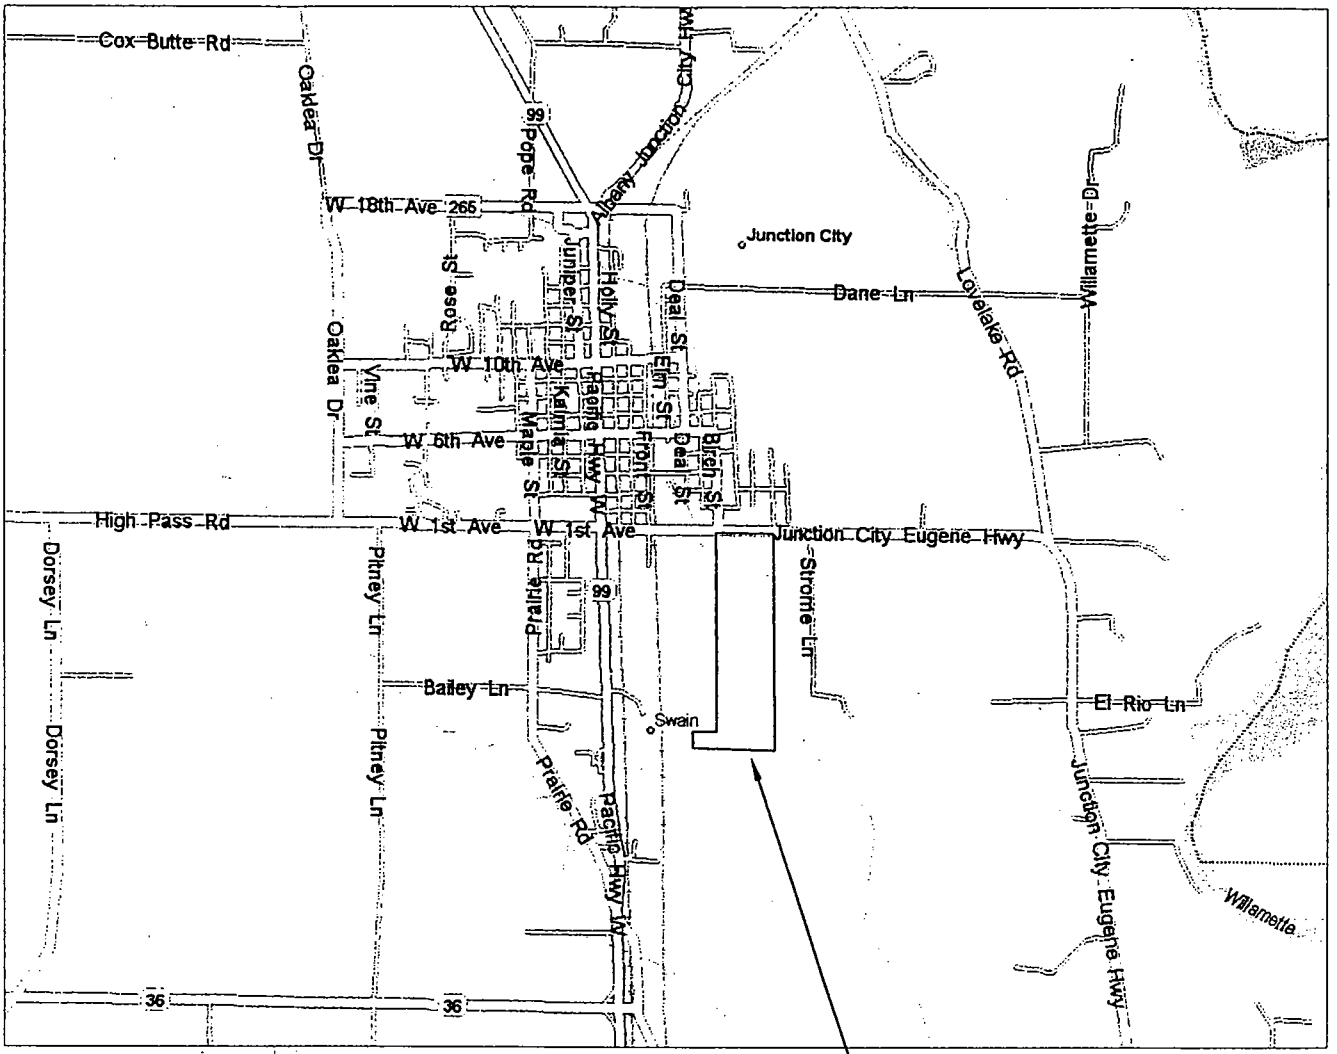 Cox Butte Rd
City Hwy
Oaklea Dr
99
Pope Rd
Albany Junction
W 18th Ave
265
Willamette Dr
Junction City
Juniper St
Holly St
Rose St
Deal St
Dane Ln
Lovelake Rd
Oaklea Dr
W 10th Ave
Vine St
Elm St
Kalmia St
Pacific Hwy W
Maple St
W 6th Ave
Front St
Deal St
Birch St
High Pass Rd
W 1st Ave
W 1st Ave
Junction City Eugene Hwy
Dorsey Ln
Pitney Ln
Prairie Rd
99
Strome Ln
Bailey Ln
El Rio Ln
Swain
Dorsey Ln
Pitney Ln
Prairie Rd
Pacific Hwy W
Junction City Eugene Hwy
Willamette
36
36